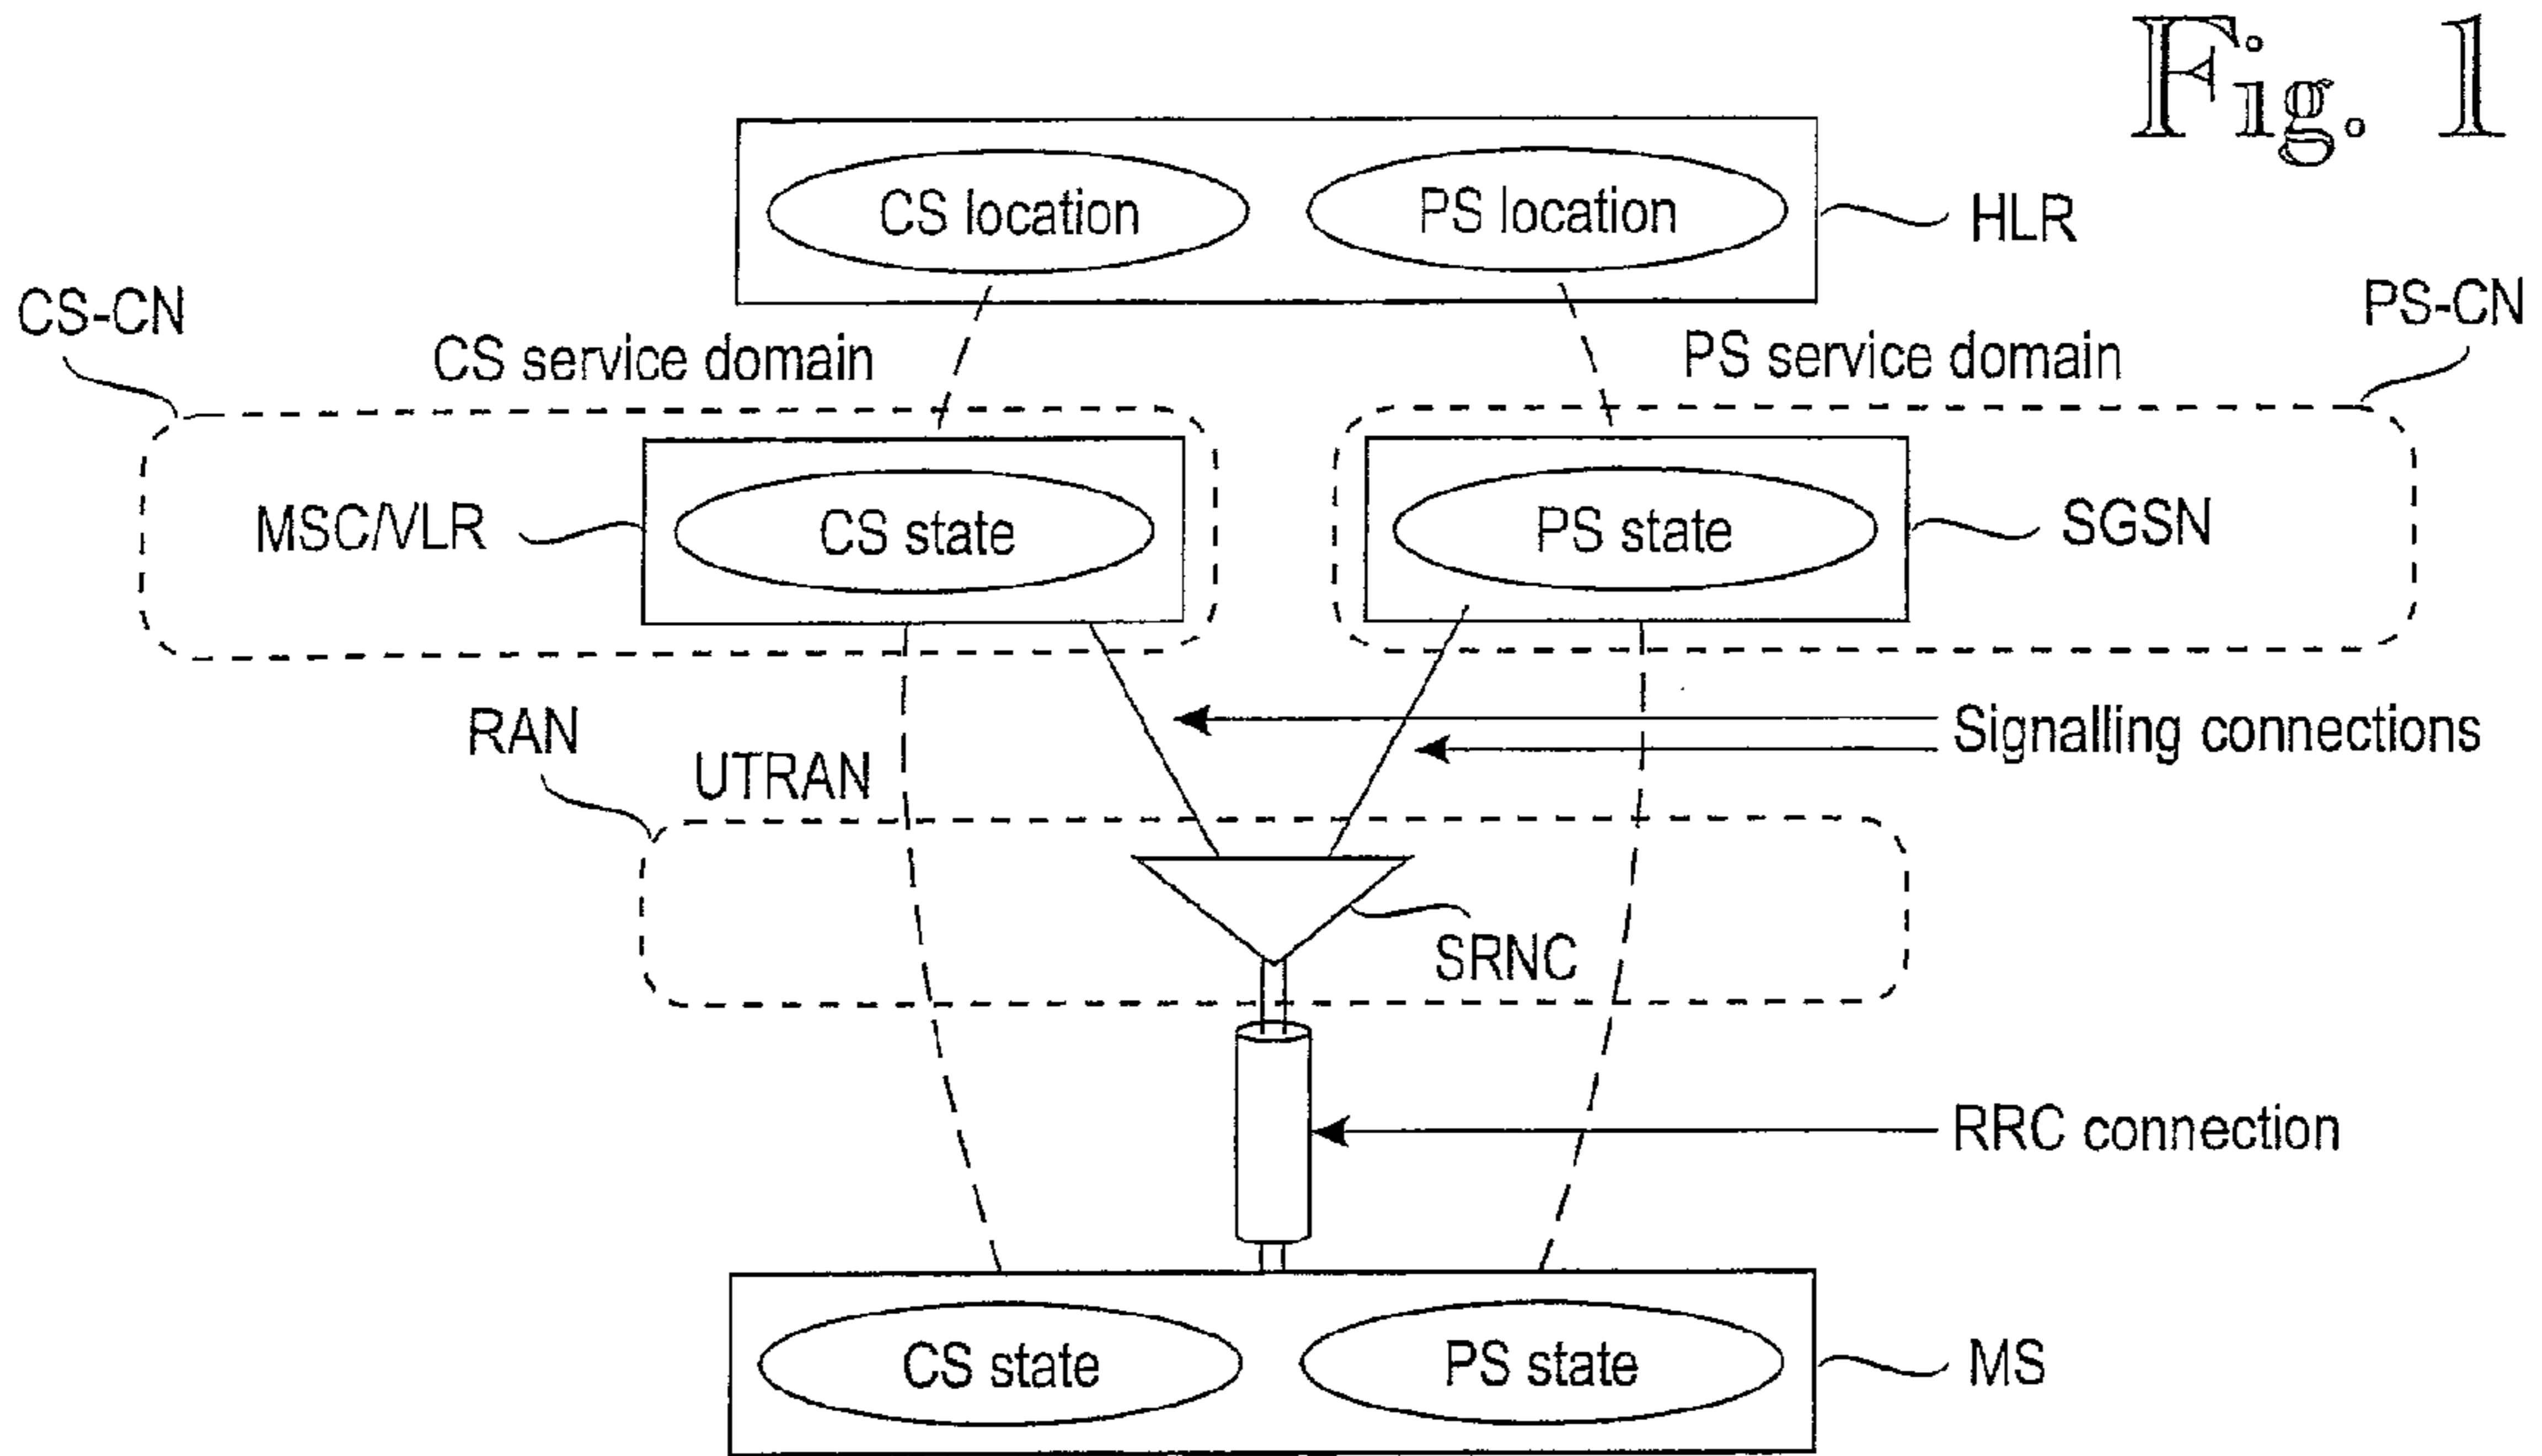 Fig. 1
CS location
PS location
HLR
CS-CN
PS-CN
CS service domain
PS service domain
MSC/VLR
CS state
PS state
SGSN
RAN
UTRAN
Signalling connections
SRNC
RRC connection
CS state
PS state
MS